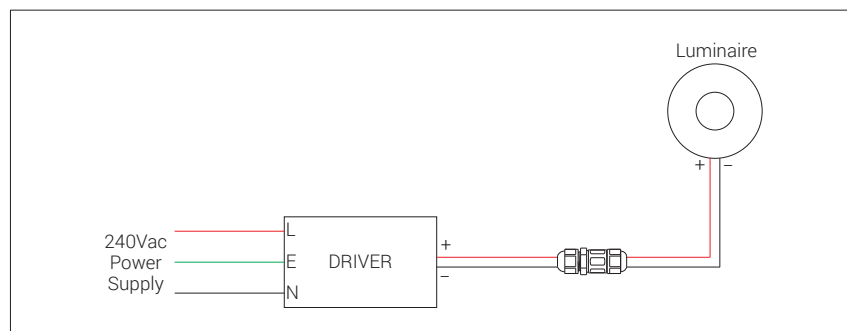 Luminaire
+ −
240Vac
Power
Supply
L
E
N
DRIVER
+
−